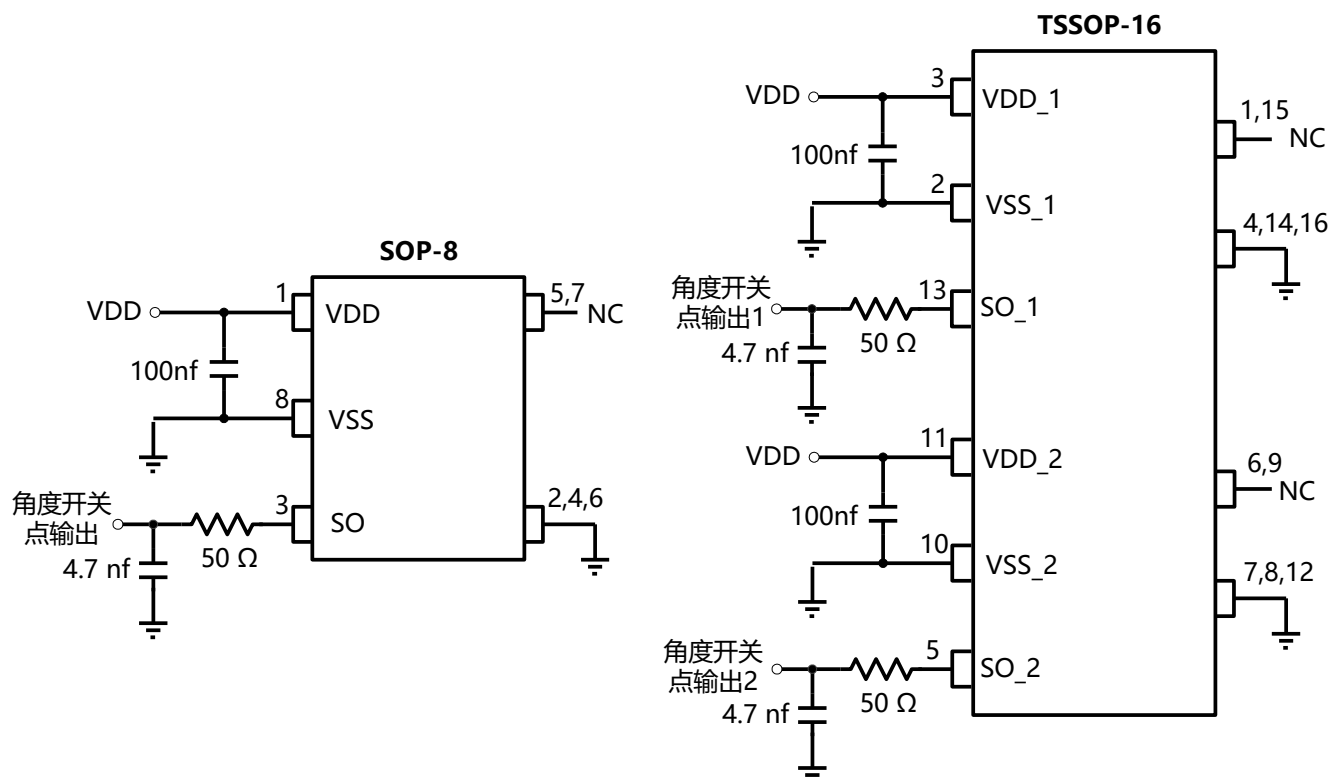 SOP-8
VDD
1
VDD
5,7
NC
100nf
8
VSS
角度开关
点输出
3
SO
2,4,6
50 Ω
4.7 nf
TSSOP-16
VDD
3
VDD_1
1,15
NC
100nf
2
VSS_1
4,14,16
角度开关
点输出1
13
SO_1
50 Ω
4.7 nf
VDD
11
VDD_2
6,9
NC
100nf
10
VSS_2
7,8,12
角度开关
点输出2
5
SO_2
50 Ω
4.7 nf